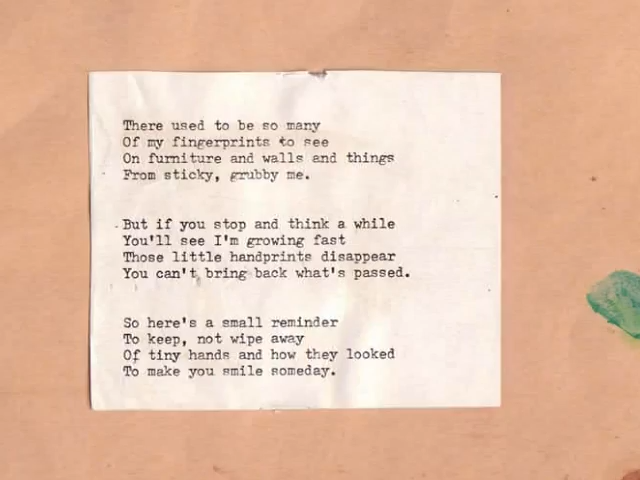 There used to be so many
Of my fingerprints to see
On furniture and walls and things
From sticky, grubby me.
But if you stop and think a while
You'll see I'm growing fast
Those little handprints disappear
You can't bring back what's passed.
So here's a small reminder
To keep, not wipe away
Of tiny hands and how they looked
To make you smile someday.